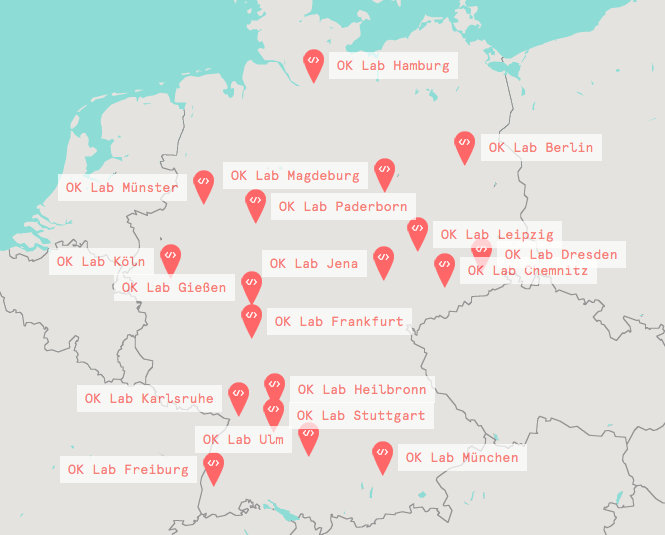 OK Lab Hamburg
OK Lab Berlin
OK Lab Magdeburg
OK Lab Münster
OK Lab Paderborn
OK Lab Leipzig
OK Lab Dresden
OK Lab Köln
OK Lab Jena
OK Lab Chemnitz
OK Lab Gießen
OK Lab Frankfurt
OK Lab Heilbronn
OK Lab Karlsruhe
OK Lab Stuttgart
OK Lab Ulm
OK Lab München
OK Lab Freiburg